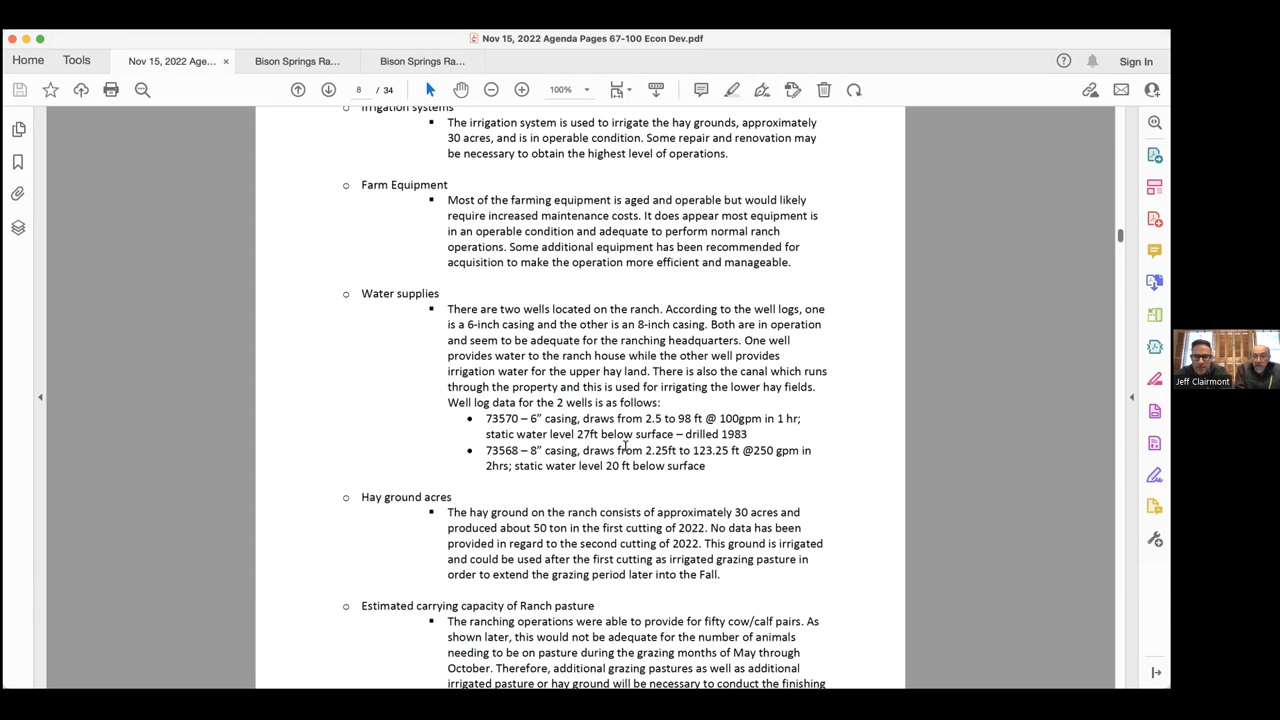 Nov 15, 2022 Agenda Pages 67-100 Econ Dev.pdf
Home Tools Nov 15, 2022 Age... × Bison Springs Ra... Bison Springs Ra... Sign In
8 / 34 100%
Irrigation systems
The irrigation system is used to irrigate the hay grounds, approximately
30 acres, and is in operable condition. Some repair and renovation may
be necessary to obtain the highest level of operations.
o Farm Equipment
▪ Most of the farming equipment is aged and operable but would likely
require increased maintenance costs. It does appear most equipment is
in an operable condition and adequate to perform normal ranch
operations. Some additional equipment has been recommended for
acquisition to make the operation more efficient and manageable.
o Water supplies
▪ There are two wells located on the ranch. According to the well logs, one
is a 6-inch casing and the other is an 8-inch casing. Both are in operation
and seem to be adequate for the ranching headquarters. One well
provides water to the ranch house while the other well provides
irrigation water for the upper hay land. There is also the canal which runs
through the property and this is used for irrigating the lower hay fields.
Well log data for the 2 wells is as follows:
• 73570 – 6” casing, draws from 2.5 to 98 ft @ 100gpm in 1 hr;
static water level 27ft below surface – drilled 1983
• 73568 – 8” casing, draws from 2.25ft to 123.25 ft @250 gpm in
2hrs; static water level 20 ft below surface
o Hay ground acres
▪ The hay ground on the ranch consists of approximately 30 acres and
produced about 50 ton in the first cutting of 2022. No data has been
provided in regard to the second cutting of 2022. This ground is irrigated
and could be used after the first cutting as irrigated grazing pasture in
order to extend the grazing period later into the Fall.
o Estimated carrying capacity of Ranch pasture
▪ The ranching operations were able to provide for fifty cow/calf pairs. As
shown later, this would not be adequate for the number of animals
needing to be on pasture during the grazing months of May through
October. Therefore, additional grazing pastures as well as additional
irrigated pasture or hay ground will be necessary to conduct the finishing
Jeff Clairmont